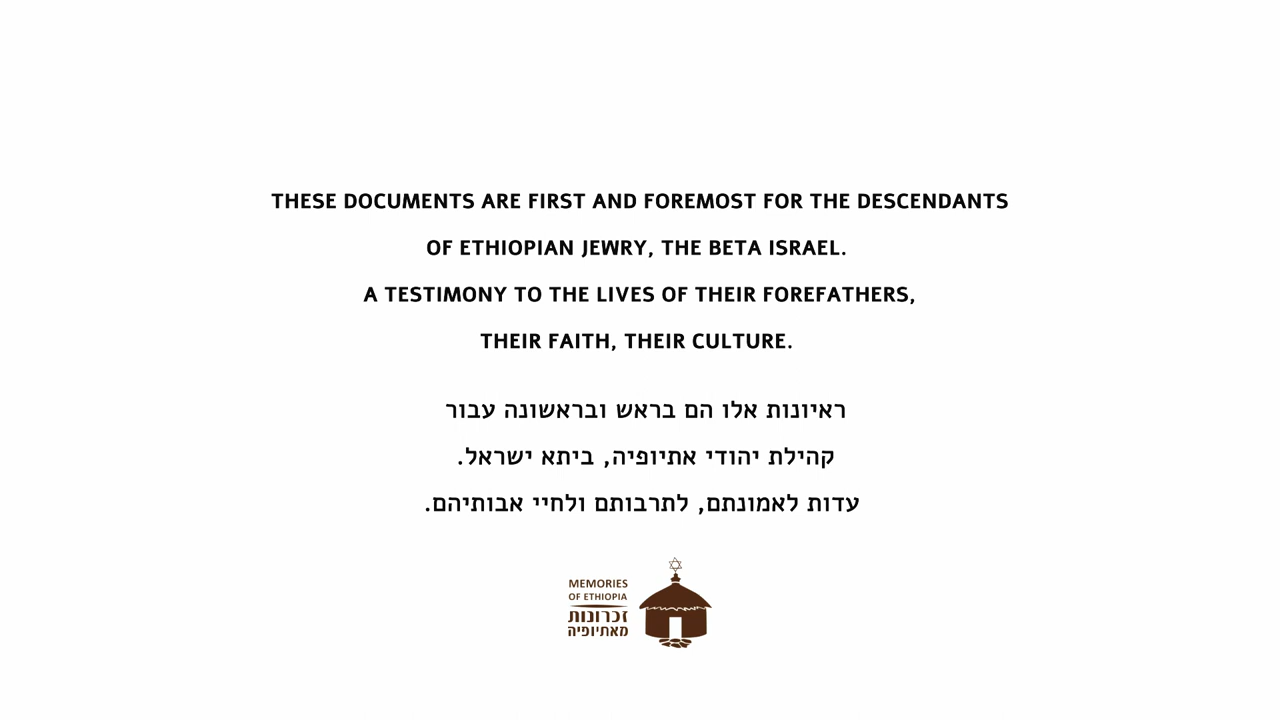 THESE DOCUMENTS ARE FIRST AND FOREMOST FOR THE DESCENDANTS
OF ETHIOPIAN JEWRY, THE BETA ISRAEL.
A TESTIMONY TO THE LIVES OF THEIR FOREFATHERS,
THEIR FAITH, THEIR CULTURE.
ראיונות אלו הם בראש ובראשונה עבור
קהילת יהודי אתיופיה, ביתא ישראל.
עדות לאמונתם, לתרבותם ולחיי אבותיהם.
MEMORIES
OF ETHIOPIA
זכרונות
מאתיופיה